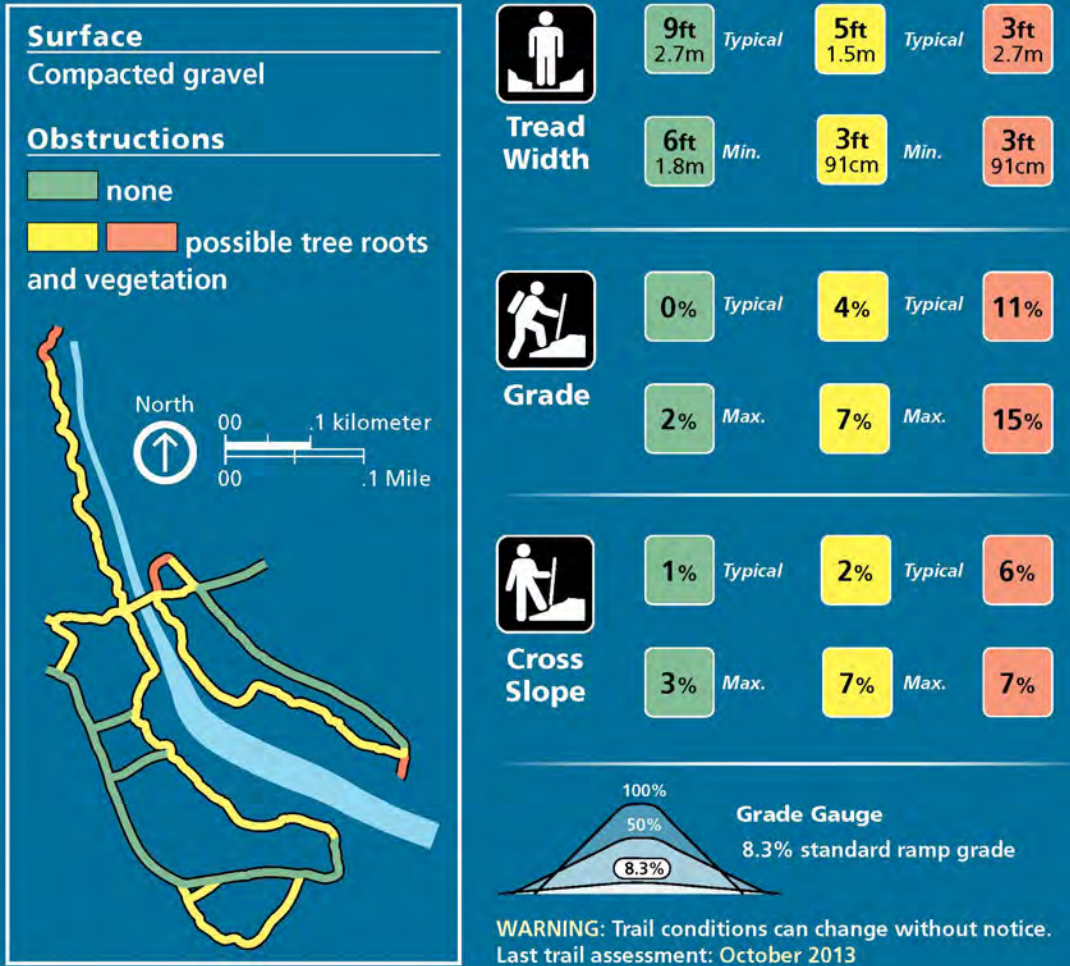 Surface
Compacted gravel
Obstructions
none
possible tree roots
and vegetation
North
00 .1 kilometer
00 .1 Mile
Tread
Width
9ft
2.7m
Typical
5ft
1.5m
Typical
3ft
2.7m
6ft
1.8m
Min.
3ft
91cm
Min.
3ft
91cm
Grade
0% Typical 4% Typical 11%
2% Max. 7% Max. 15%
Cross
Slope
1% Typical 2% Typical 6%
3% Max. 7% Max. 7%
100%
50%
8.3%
Grade Gauge
8.3% standard ramp grade
WARNING: Trail conditions can change without notice.
Last trail assessment: October 2013